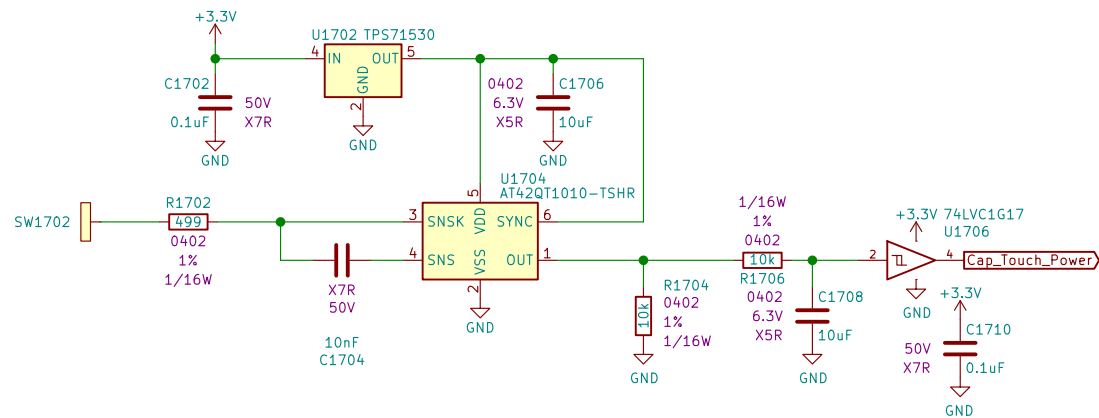 +3.3V
U1702 TPS71530
4 IN OUT 5
GND
2
GND
C1702
50V
X7R
0.1uF
GND
0402
6.3V
X5R
C1706
10uF
GND
U1704
AT42QT1010-TSHR
5
VDD
SW1702
R1702
499
0402
1%
1/16W
3 SNSK
SYNC 6
4 SNS
OUT 1
VSS
2
GND
X7R
50V
10nF
C1704
R1704
10k
0402
1%
1/16W
GND
1/16W
1%
0402
10k
R1706
0402
6.3V
X5R
C1708
10uF
GND
+3.3V 74LVC1G17
U1706
2
4
Cap_Touch_Power
GND
+3.3V
C1710
50V
X7R
0.1uF
GND